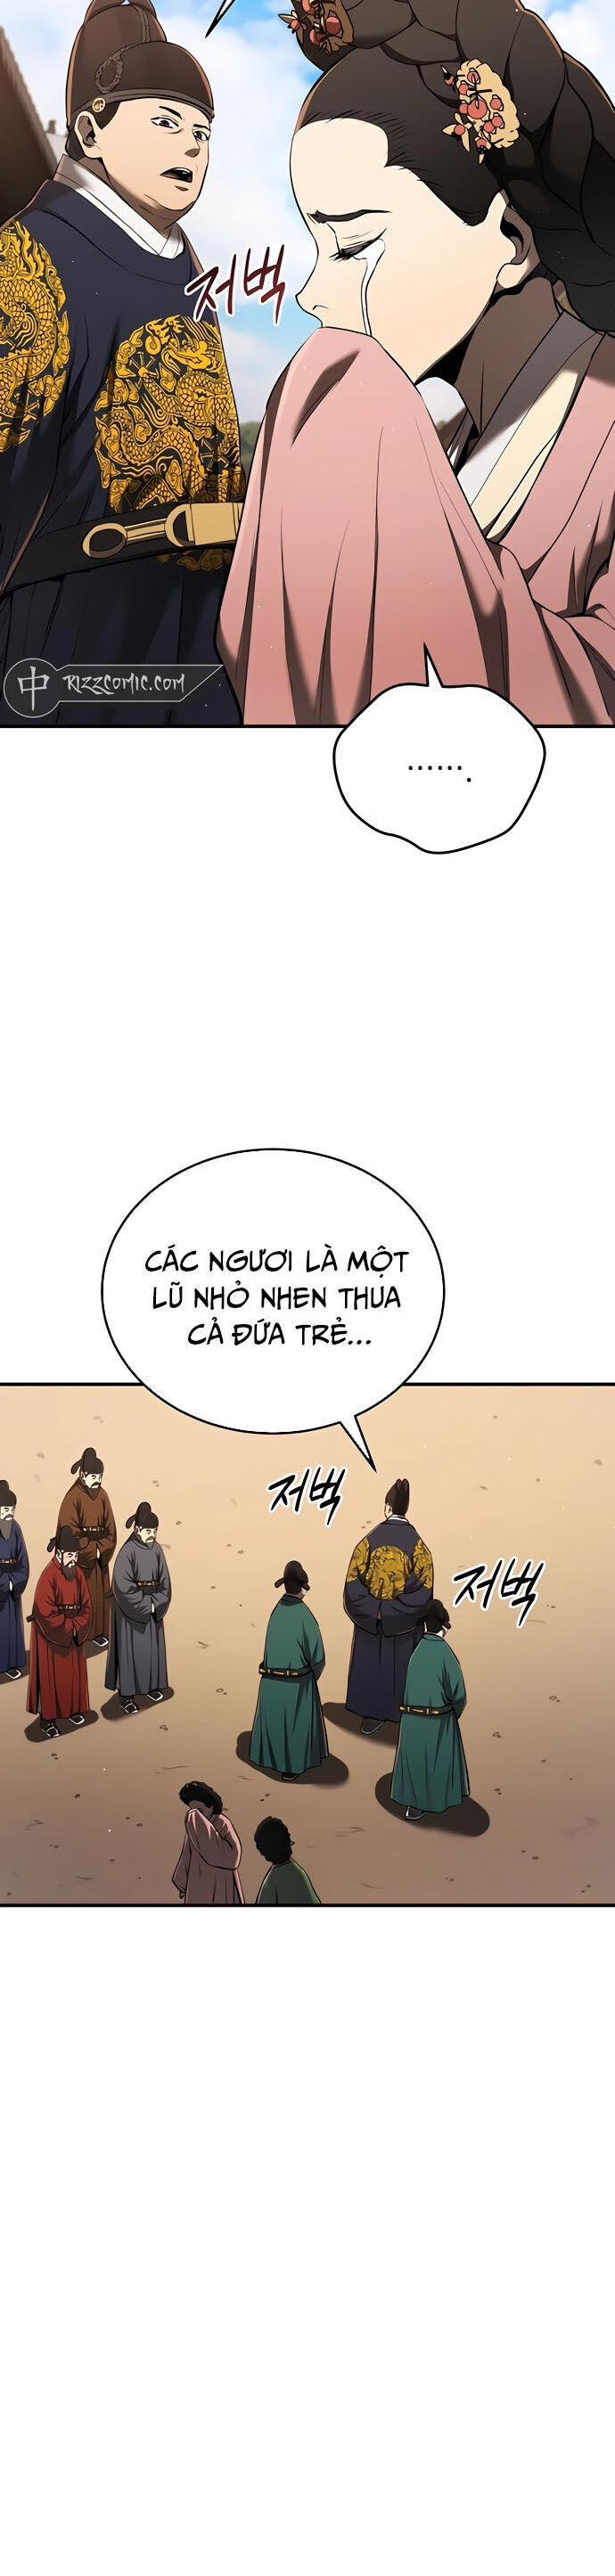 저벅
RIZZCOMIC.COM
中
.......
CÁC NGƯƠI LÀ MỘT
LŨ NHỎ NHEN THUA
CẢ ĐỨA TRẺ...
저벅
저벅